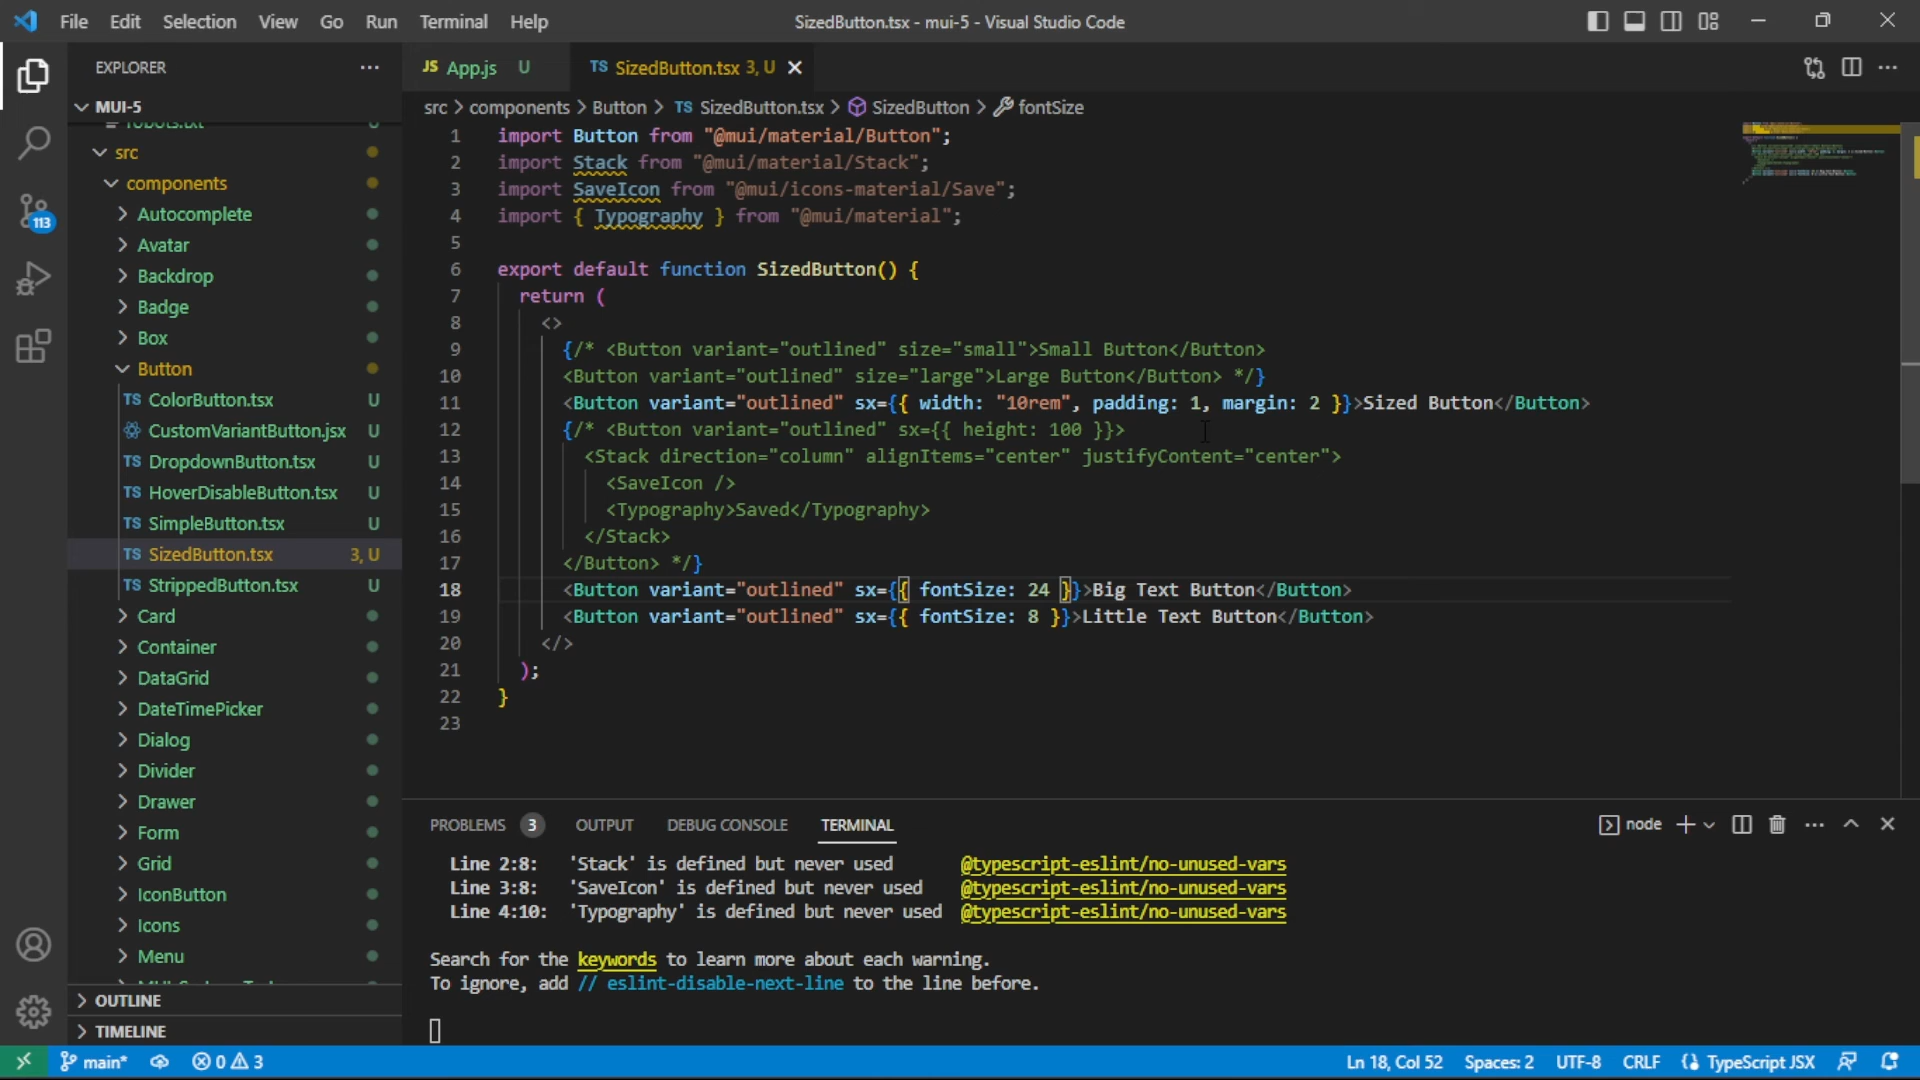 File Edit Selection View Go Run Terminal Help
SizedButton.tsx - mui-5 - Visual Studio Code
EXPLORER
MUI-5
robots.txt U
src
components
Autocomplete
Avatar
Backdrop
Badge
Box
Button
TS ColorButton.tsx U
CustomVariantButton.jsx U
TS DropdownButton.tsx U
TS HoverDisableButton.tsx U
TS SimpleButton.tsx U
TS SizedButton.tsx 3, U
TS StrippedButton.tsx U
Card
Container
DataGrid
DateTimePicker
Dialog
Divider
Drawer
Form
Grid
IconButton
Icons
Menu
OUTLINE
TIMELINE
113
JS App.js U
TS SizedButton.tsx 3, U
src > components > Button > TS SizedButton.tsx > SizedButton > fontSize
1 import Button from "@mui/material/Button";
2 import Stack from "@mui/material/Stack";
3 import SaveIcon from "@mui/icons-material/Save";
4 import { Typography } from "@mui/material";
5
6 export default function SizedButton() {
7 return (
8 <>
9 {/* <Button variant="outlined" size="small">Small Button</Button>
10 <Button variant="outlined" size="large">Large Button</Button> */}
11 <Button variant="outlined" sx={{ width: "10rem", padding: 1, margin: 2 }}>Sized Button</Button>
12 {/* <Button variant="outlined" sx={{ height: 100 }}>
13 <Stack direction="column" alignItems="center" justifyContent="center">
14 <SaveIcon />
15 <Typography>Saved</Typography>
16 </Stack>
17 </Button> */}
18 <Button variant="outlined" sx={{ fontSize: 24 }}>Big Text Button</Button>
19 <Button variant="outlined" sx={{ fontSize: 8 }}>Little Text Button</Button>
20 </>
21 );
22 }
23
PROBLEMS 3 OUTPUT DEBUG CONSOLE TERMINAL
node
Line 2:8: 'Stack' is defined but never used @typescript-eslint/no-unused-vars
Line 3:8: 'SaveIcon' is defined but never used @typescript-eslint/no-unused-vars
Line 4:10: 'Typography' is defined but never used @typescript-eslint/no-unused-vars
Search for the keywords to learn more about each warning.
To ignore, add // eslint-disable-next-line to the line before.
main* 0 3
Ln 18, Col 52 Spaces: 2 UTF-8 CRLF TypeScript JSX